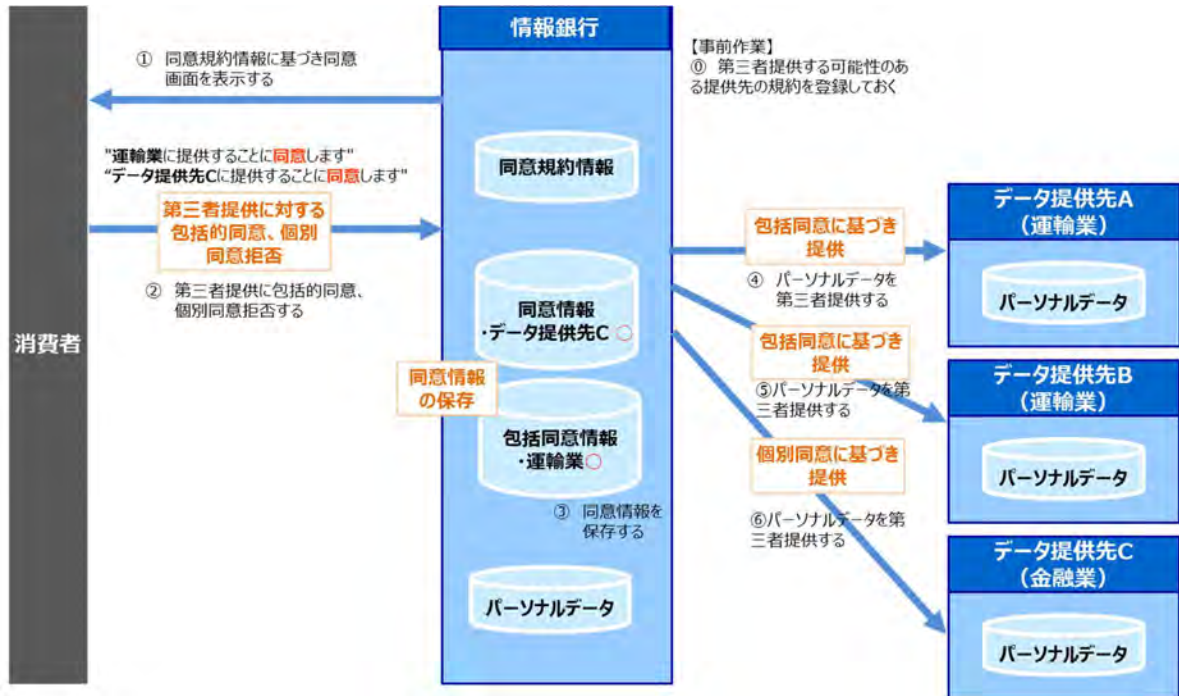 情報銀行
① 同意規約情報に基づき同意
画面を表示する
【事前作業】
⓪ 第三者提供する可能性のあ
る提供先の規約を登録しておく
"運輸業に提供することに同意します"
“データ提供先Cに提供することに同意します"
第三者提供に対する
包括的同意、個別
同意拒否
② 第三者提供に包括的同意、
個別同意拒否する
消費者
同意規約情報
同意情報
・データ提供先C ○
同意情報
の保存
包括同意情報
・運輸業○
③ 同意情報を
保存する
パーソナルデータ
包括同意に基づき
提供
④ パーソナルデータを
第三者提供する
包括同意に基づき
提供
⑤パーソナルデータを第
三者提供する
個別同意に基づき
提供
⑥パーソナルデータを第
三者提供する
データ提供先A
（運輸業）
パーソナルデータ
データ提供先B
（運輸業）
パーソナルデータ
データ提供先C
（金融業）
パーソナルデータ